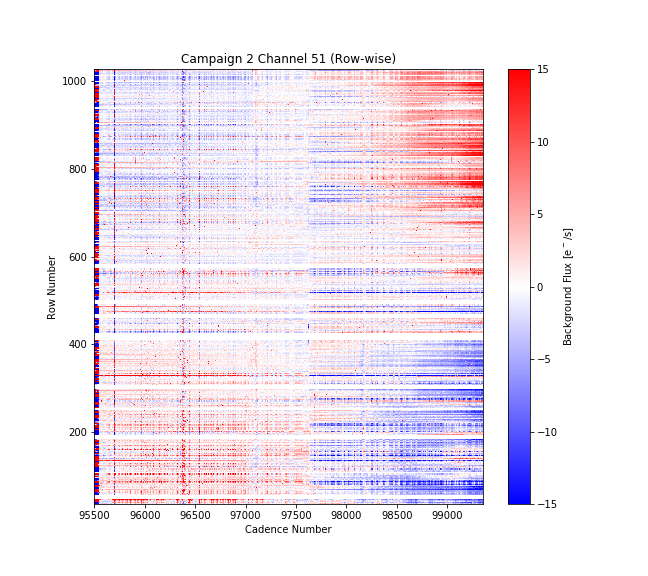 Campaign 2 Channel 51 (Row-wise)
1000
800
600
400
200
Row Number
95500 96000 96500 97000 97500 98000 98500 99000
Cadence Number
15
10
5
0
−5
−10
−15
Background Flux [e⁻/s]